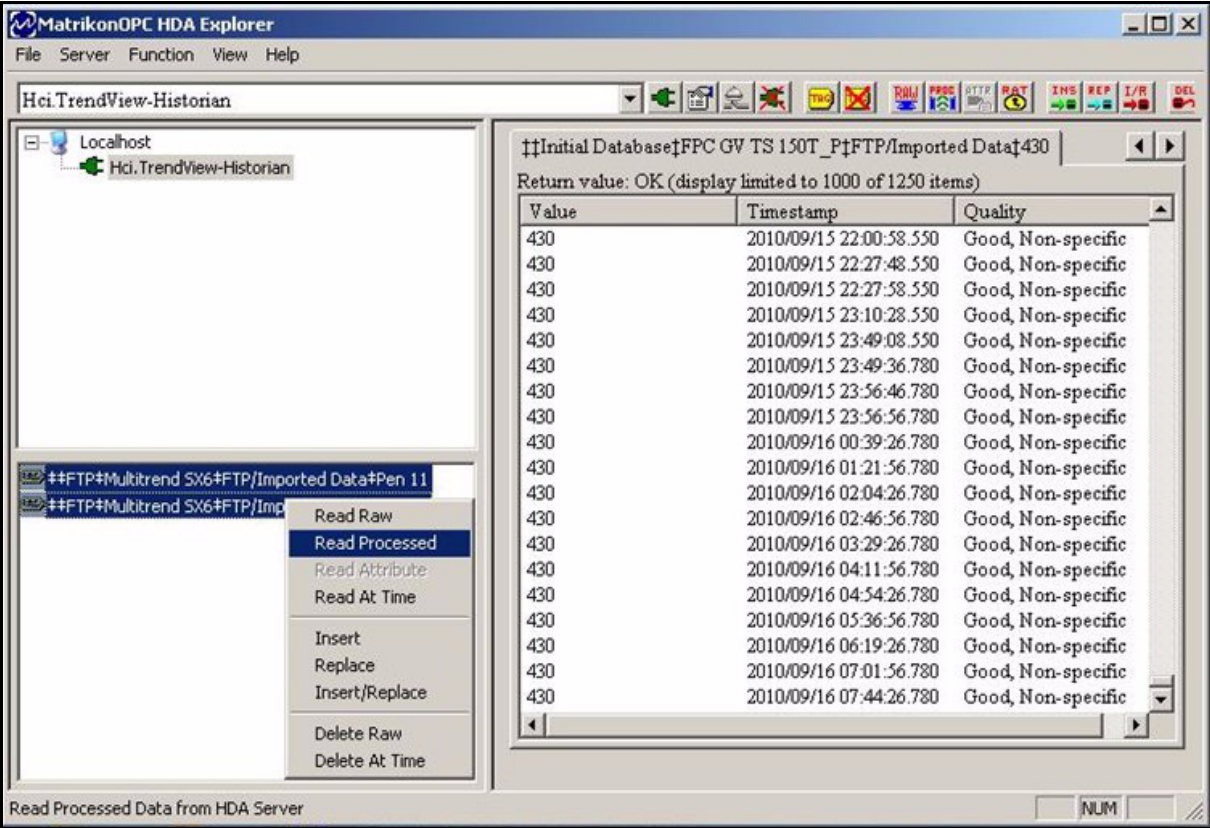 MatrikonOPC HDA Explorer
File Server Function View Help
Hci.TrendView-Historian
TAG RAW PROC ATTR RAT INS REP I/R DEL
Localhost
Hci.TrendView-Historian
‡‡Initial Database‡FPC GV TS 150T_P‡FTP/Imported Data‡430
Return value: OK (display limited to 1000 of 1250 items)
Value Timestamp Quality
430 2010/09/15 22:00:58.550 Good, Non-specific
430 2010/09/15 22:27:48.550 Good, Non-specific
430 2010/09/15 22:27:58.550 Good, Non-specific
430 2010/09/15 23:10:28.550 Good, Non-specific
430 2010/09/15 23:49:08.550 Good, Non-specific
430 2010/09/15 23:49:36.780 Good, Non-specific
430 2010/09/15 23:56:46.780 Good, Non-specific
430 2010/09/15 23:56:56.780 Good, Non-specific
430 2010/09/16 00:39:26.780 Good, Non-specific
430 2010/09/16 01:21:56.780 Good, Non-specific
430 2010/09/16 02:04:26.780 Good, Non-specific
430 2010/09/16 02:46:56.780 Good, Non-specific
430 2010/09/16 03:29:26.780 Good, Non-specific
430 2010/09/16 04:11:56.780 Good, Non-specific
430 2010/09/16 04:54:26.780 Good, Non-specific
430 2010/09/16 05:36:56.780 Good, Non-specific
430 2010/09/16 06:19:26.780 Good, Non-specific
430 2010/09/16 07:01:56.780 Good, Non-specific
430 2010/09/16 07:44:26.780 Good, Non-specific
‡‡FTP‡Multitrend SX6‡FTP/Imported Data‡Pen 11
‡‡FTP‡Multitrend SX6‡FTP/Imp
Read Raw
Read Processed
Read Attribute
Read At Time
Insert
Replace
Insert/Replace
Delete Raw
Delete At Time
Read Processed Data from HDA Server
NUM